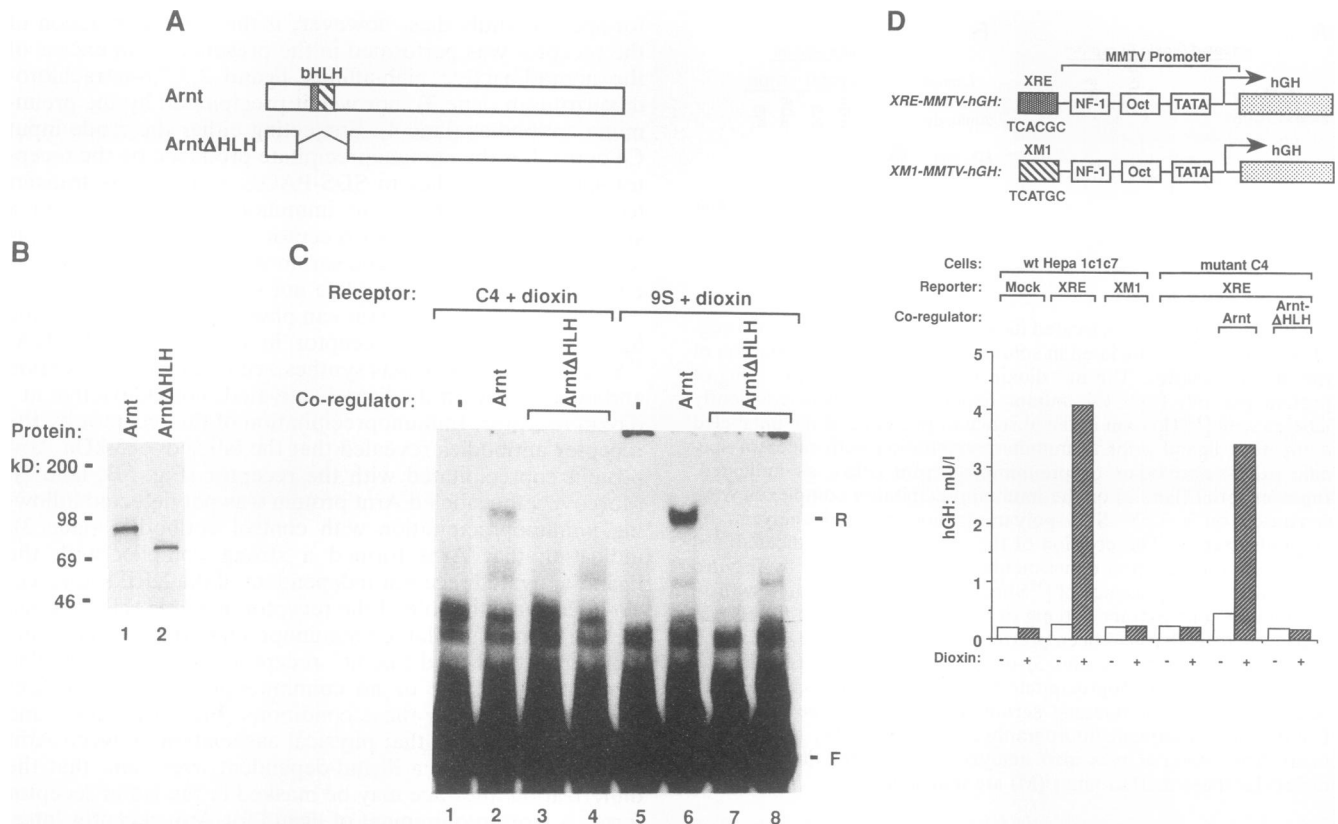 A
bHLH
Arnt
ArntΔHLH
B
Protein:
Arnt
ArntΔHLH
kD:
200
98
69
46
1 2
C
Receptor:
C4 + dioxin
9S + dioxin
Co-regulator:
-
Arnt
ArntΔHLH
-
Arnt
ArntΔHLH
- R
- F
1 2 3 4 5 6 7 8
D
MMTV Promoter
XRE
hGH
XRE-MMTV-hGH:
NF-1 Oct TATA
TCACGC
XM1
hGH
XM1-MMTV-hGH:
NF-1 Oct TATA
TCATGC
Cells: wt Hepa 1c1c7 mutant C4
Reporter: Mock XRE XM1 XRE
Co-regulator: Arnt Arnt-
ΔHLH
hGH: mU/l
5
4
3
2
1
0
Dioxin: - + - + - + - + - + - +